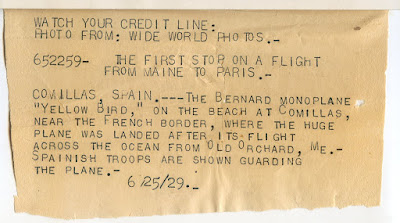 WATCH YOUR CREDIT LINE:
PHOTO FROM: WIDE WORLD PHOTOS.-
652259- THE FIRST STOP ON A FLIGHT
FROM MAINE TO PARIS.-
COMILLAS, SPAIN.---THE BERNARD MONOPLANE
"YELLOW BIRD," ON THE BEACH AT COMILLAS,
NEAR THE FRENCH BORDER, WHERE THE HUGE
PLANE WAS LANDED AFTER ITS FLIGHT
ACROSS THE OCEAN FROM OLD ORCHARD, ME.-
SPAINISH TROOPS ARE SHOWN GUARDING
THE PLANE.-
6/25/29.-